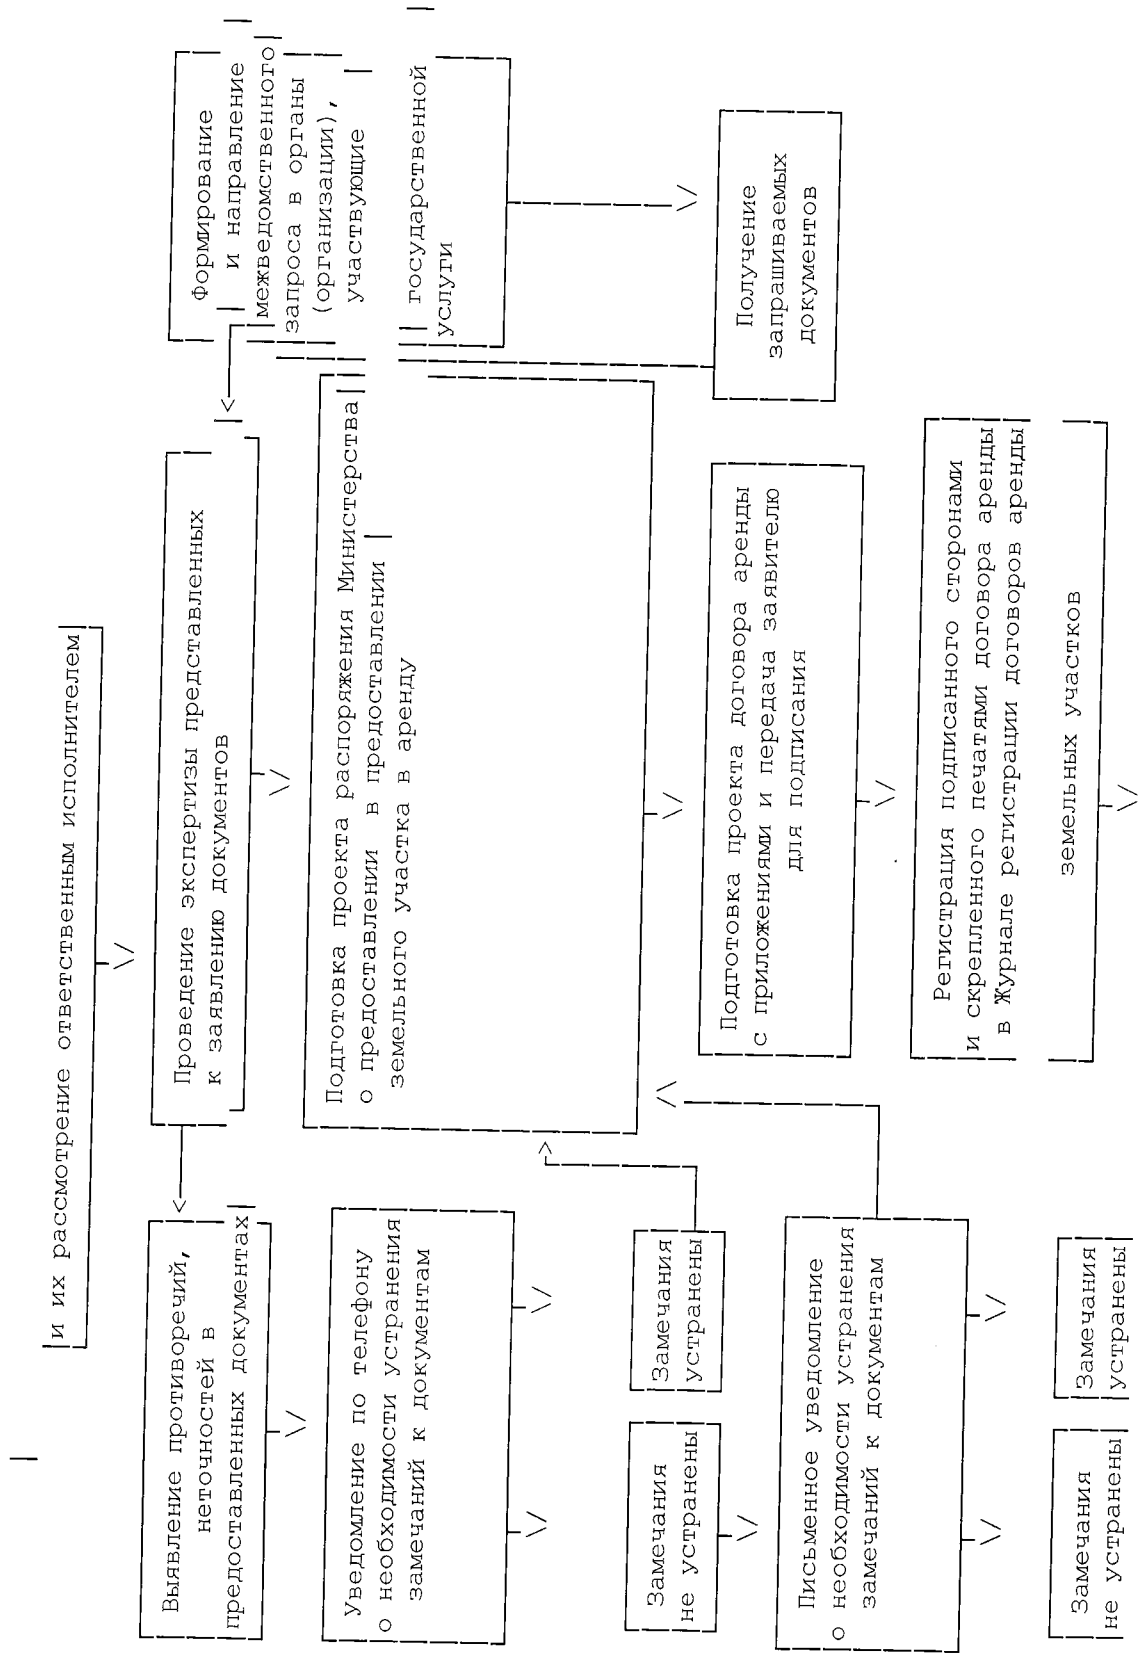 и их рассмотрение ответственным исполнителем
Выявление противоречий,
неточностей в
предоставленных документах
Проведение экспертизы представленных
к заявлению документов
Формирование
и направление
межведомственного
запроса в органы
(организации),
участвующие
государственной
услуги
Уведомление по телефону
о необходимости устранения
замечаний к документам
Подготовка проекта распоряжения Министерства
о предоставлении в предоставлении
земельного участка в аренду
Замечания
не устранены
Замечания
устранены
Получение
запрашиваемых
документов
Подготовка проекта договора аренды
с приложениями и передача заявителю
для подписания
Письменное уведомление
о необходимости устранения
замечаний к документам
Регистрация подписанного сторонами
и скрепленного печатями договора аренды
в Журнале регистрации договоров аренды
земельных участков
Замечания
не устранены
Замечания
устранены